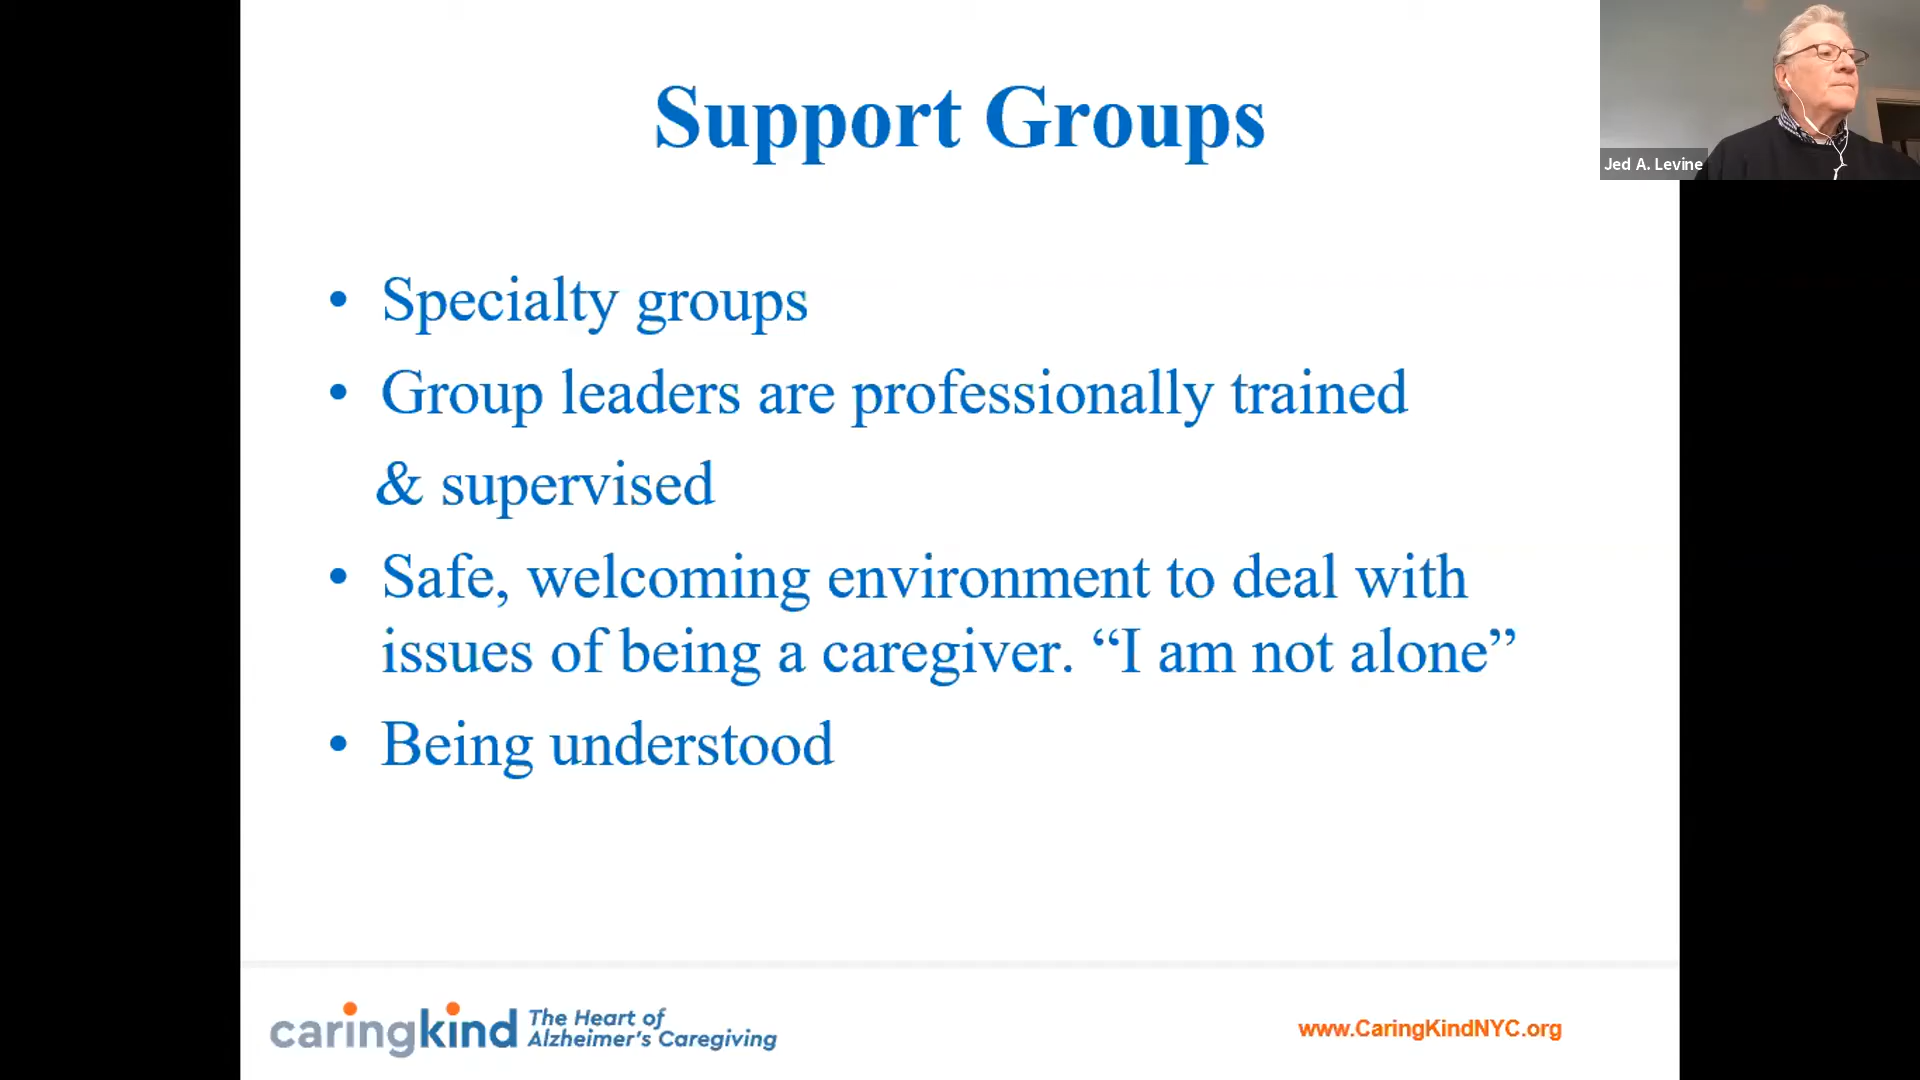 Support Groups
Jed A. Levine
• Specialty groups
• Group leaders are professionally trained
& supervised
• Safe, welcoming environment to deal with
issues of being a caregiver. “I am not alone”
• Being understood
caringkind
The Heart of
Alzheimer's Caregiving
www.CaringKindNYC.org